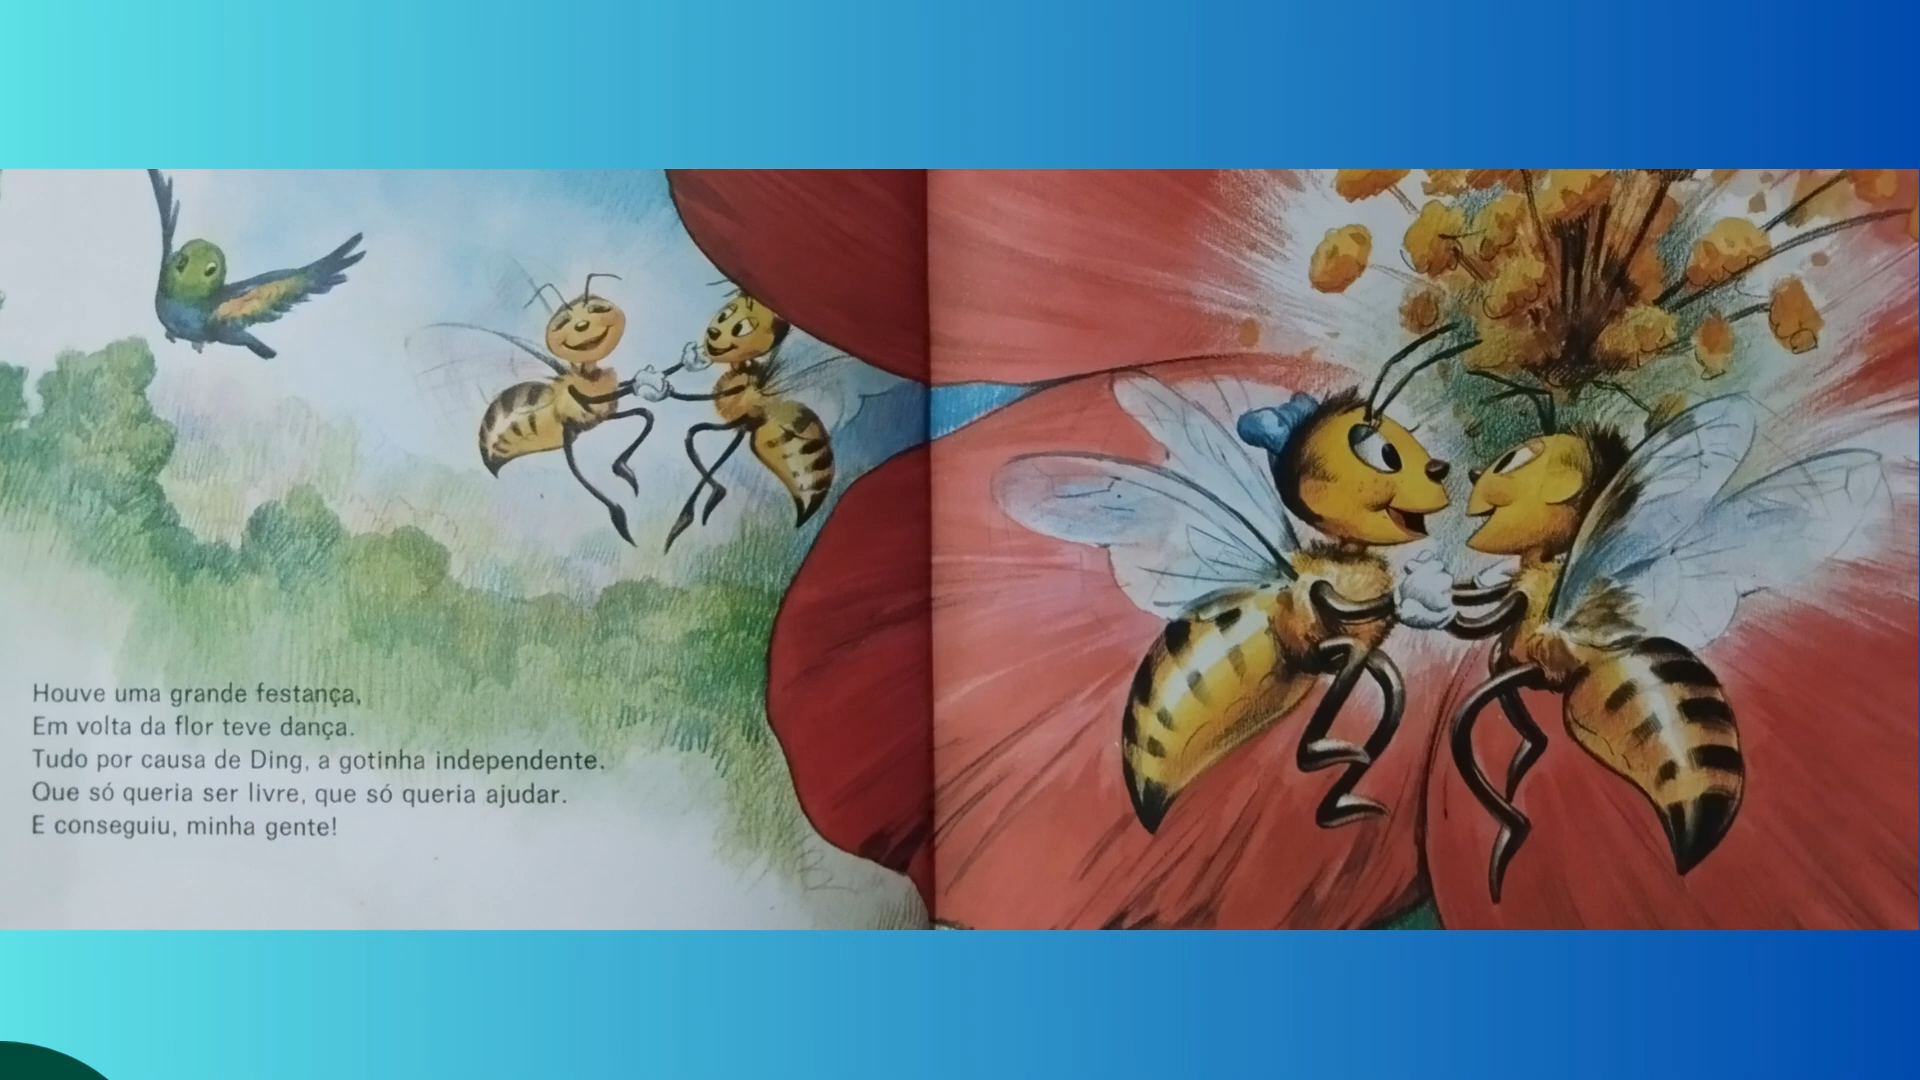 Houve uma grande festança,
Em volta da flor teve dança.
Tudo por causa de Ding, a gotinha independente.
Que só queria ser livre, que só queria ajudar.
E conseguiu, minha gente!